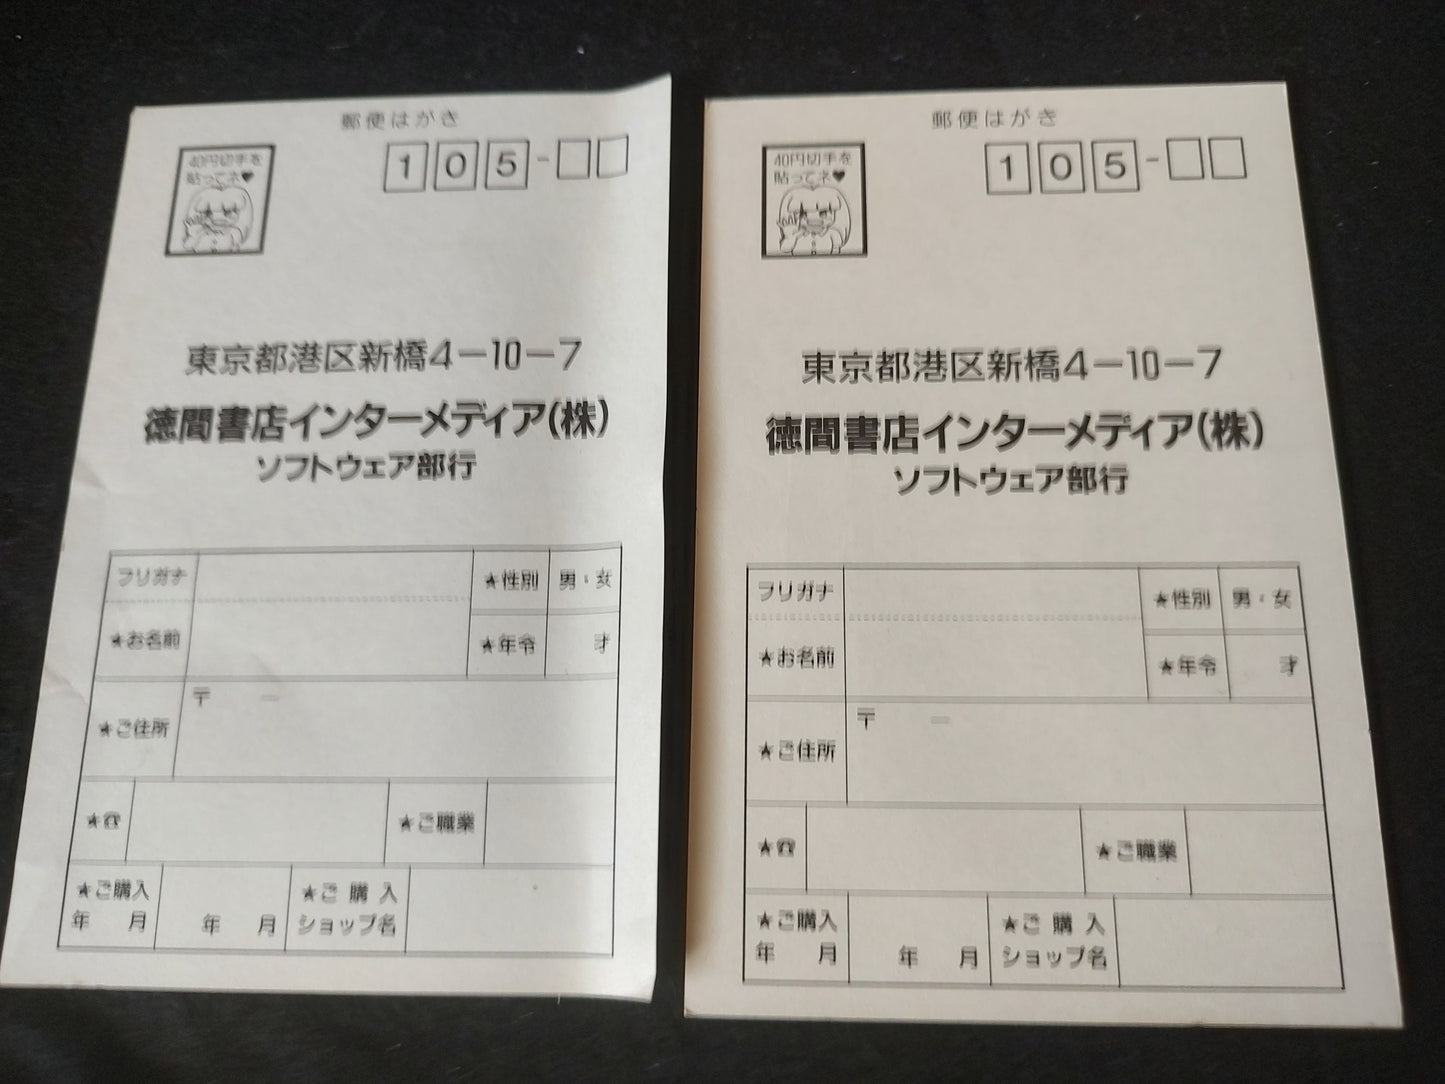 郵便はがき
40円切手を
貼ってネ♥
105-
東京都港区新橋4-10-7
徳間書店インターメディア(株)
ソフトウェア部行
フリガナ
★お名前
★性別 男・女
★年令 才
★ご住所 〒 -
★☎ ★ご職業
★ご購入
年 月
年 月
★ご購入
ショップ名
郵便はがき
40円切手を
貼ってネ♥
105-
東京都港区新橋4-10-7
徳間書店インターメディア(株)
ソフトウェア部行
フリガナ
★お名前
★性別 男・女
★年令 才
★ご住所 〒 -
★☎ ★ご職業
★ご購入
年 月
年 月
★ご購入
ショップ名